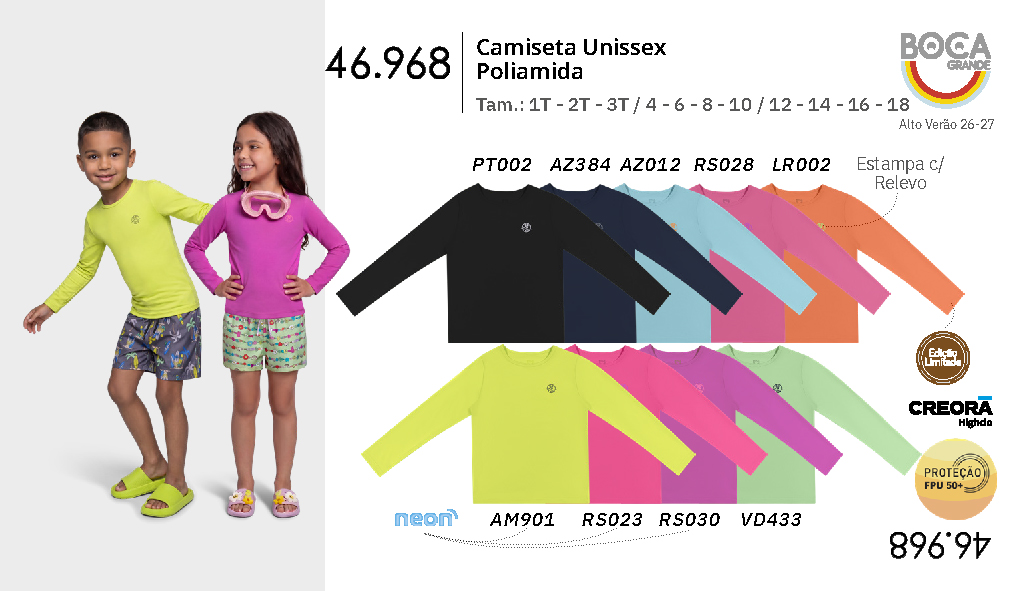 46.968
Camiseta Unissex
Poliamida
Tam.: 1T - 2T - 3T / 4 - 6 - 8 - 10 / 12 - 14 - 16 - 18
BOCA
GRANDE
Alto Verão 26-27
PT002 AZ384 AZ012 RS028 LR002
Estampa c/
Relevo
Edição
Limitada
CREORA
Highclo
PROTEÇÃO
FPU 50+
neon
AM901 RS023 RS030 VD433
46.968